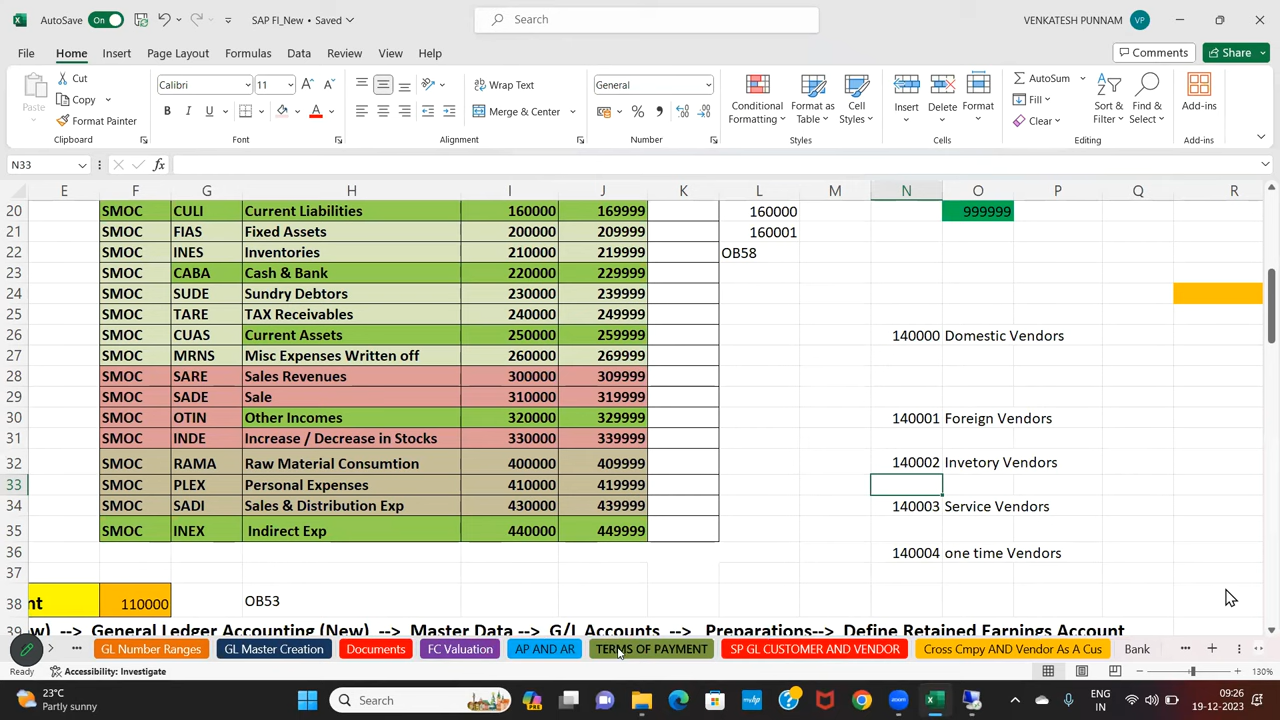 AutoSave On SAP FI_New • Saved Search VENKATESH PUNNAM VP
File Home Insert Page Layout Formulas Data Review View Help Comments Share
Paste Cut Copy Format Painter Clipboard
Calibri 11 Font
Wrap Text Merge & Center Alignment
General Number
Conditional Formatting Format as Table Cell Styles Styles
Insert Delete Format Cells
AutoSum Fill Clear Sort & Filter Find & Select Editing
Add-ins Add-ins
N33 fx
E F G H I J K L M N O P Q R
20 SMOC CULI Current Liabilities 160000 169999 160000 999999
21 SMOC FIAS Fixed Assets 200000 209999 160001
22 SMOC INES Inventories 210000 219999 OB58
23 SMOC CABA Cash & Bank 220000 229999
24 SMOC SUDE Sundry Debtors 230000 239999
25 SMOC TARE TAX Receivables 240000 249999
26 SMOC CUAS Current Assets 250000 259999 140000 Domestic Vendors
27 SMOC MRNS Misc Expenses Written off 260000 269999
28 SMOC SARE Sales Revenues 300000 309999
29 SMOC SADE Sale 310000 319999
30 SMOC OTIN Other Incomes 320000 329999 140001 Foreign Vendors
31 SMOC INDE Increase / Decrease in Stocks 330000 339999
32 SMOC RAMA Raw Material Consumtion 400000 409999 140002 Invetory Vendors
33 SMOC PLEX Personal Expenses 410000 419999
34 SMOC SADI Sales & Distribution Exp 430000 439999 140003 Service Vendors
35 SMOC INEX Indirect Exp 440000 449999
36 140004 one time Vendors
37
38 nt 110000 OB53
39 w) --> General Ledger Accounting (New) --> Master Data --> G/L Accounts --> Preparations--> Define Retained Earnings Account
GL Number Ranges GL Master Creation Documents FC Valuation AP AND AR TERMS OF PAYMENT SP GL CUSTOMER AND VENDOR Cross Cmpy AND Vendor As A Cus Bank
Ready Accessibility: Investigate 130%
23°C
Partly sunny
Search
ENG
IN
09:26
19-12-2023